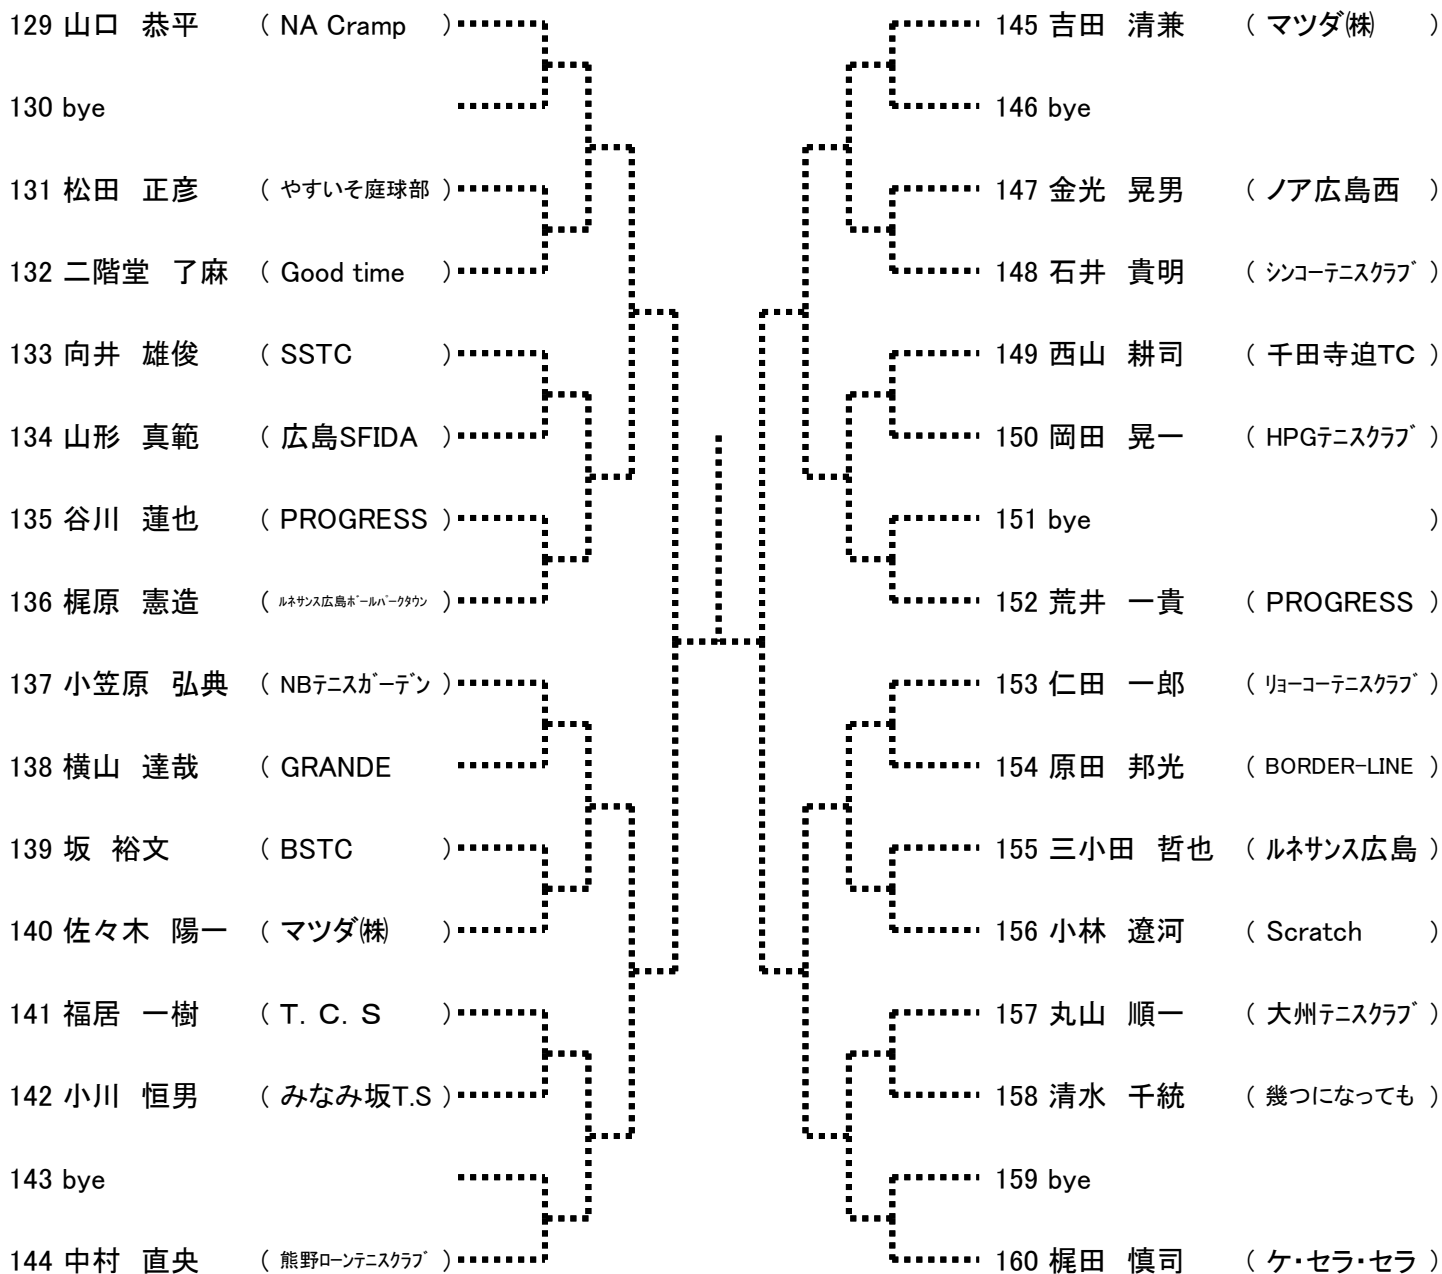 129 山口　恭平　( NA Cramp )
130 bye
131 松田　正彦　( やすいそ庭球部 )
132 二階堂　了麻　( Good time )
133 向井　雄俊　( SSTC )
134 山形　真範　( 広島SFIDA )
135 谷川　蓮也　( PROGRESS )
136 梶原　憲造　( ﾙﾈｻﾝｽ広島ﾎﾞｰﾙﾊﾟｰｸﾀｳﾝ )
137 小笠原　弘典　( NBﾃﾆｽｶﾞｰﾃﾞﾝ )
138 横山　達哉　( GRANDE
139 坂　裕文　( BSTC )
140 佐々木　陽一　( マツダ㈱ )
141 福居　一樹　( Ｔ．Ｃ．Ｓ )
142 小川　恒男　( みなみ坂T.S )
143 bye
144 中村　直央　( 熊野ﾛｰﾝﾃﾆｽｸﾗﾌﾞ )
145 吉田　清兼　( マツダ㈱ )
146 bye
147 金光　晃男　( ノア広島西 )
148 石井　貴明　( ｼﾝｺｰﾃﾆｽｸﾗﾌﾞ )
149 西山　耕司　( 千田寺迫TC )
150 岡田　晃一　( HPGﾃﾆｽｸﾗﾌﾞ )
151 bye )
152 荒井　一貴　( PROGRESS )
153 仁田　一郎　( ﾘｮｰｺｰﾃﾆｽｸﾗﾌﾞ )
154 原田　邦光　( BORDER-LINE )
155 三小田　哲也　( ﾙﾈｻﾝｽ広島 )
156 小林　遼河　( Scratch )
157 丸山　順一　( 大州ﾃﾆｽｸﾗﾌﾞ )
158 清水　千統　( 幾つになっても )
159 bye
160 梶田　慎司　( ケ・セラ・セラ )